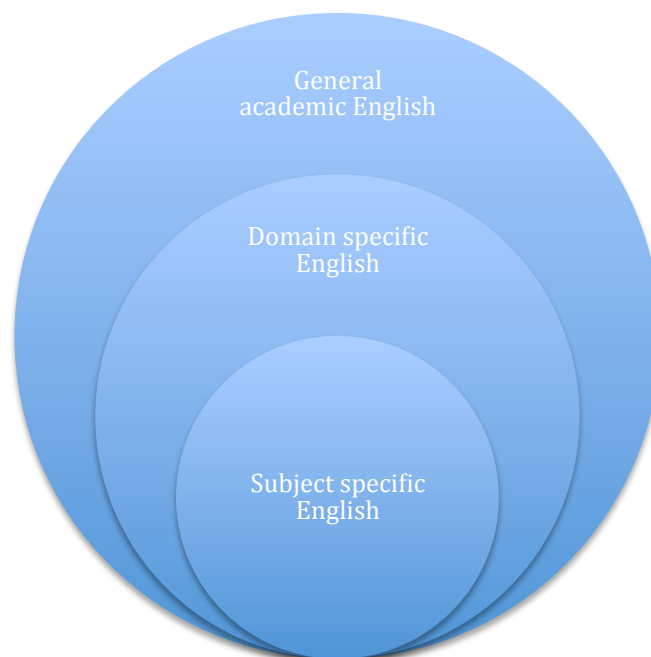 General
academic English
Domain specific
English
Subject specific
English